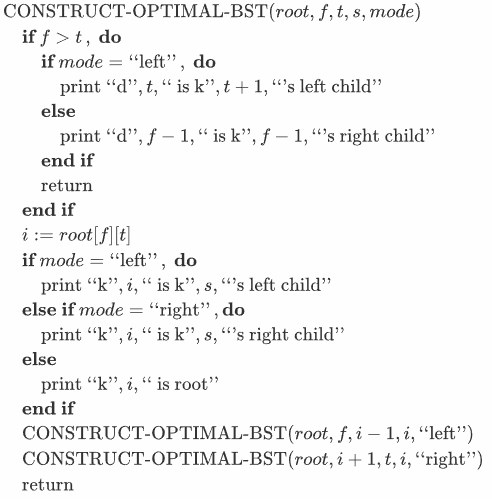 CONSTRUCT-OPTIMAL-BST(root, f, t, s, mode)
if f > t , do
if mode = ‘‘left’’ , do
print ‘‘d’’, t, ‘‘ is k’’, t + 1, ‘‘’s left child’’
else
print ‘‘d’’, f − 1, ‘‘ is k’’, f − 1, ‘‘’s right child’’
end if
return
end if
i := root[f][t]
if mode = ‘‘left’’ , do
print ‘‘k’’, i, ‘‘ is k’’, s, ‘‘’s left child’’
else if mode = ‘‘right’’ , do
print ‘‘k’’, i, ‘‘ is k’’, s, ‘‘’s right child’’
else
print ‘‘k’’, i, ‘‘ is root’’
end if
CONSTRUCT-OPTIMAL-BST(root, f, i − 1, i, ‘‘left’’)
CONSTRUCT-OPTIMAL-BST(root, i + 1, t, i, ‘‘right’’)
return